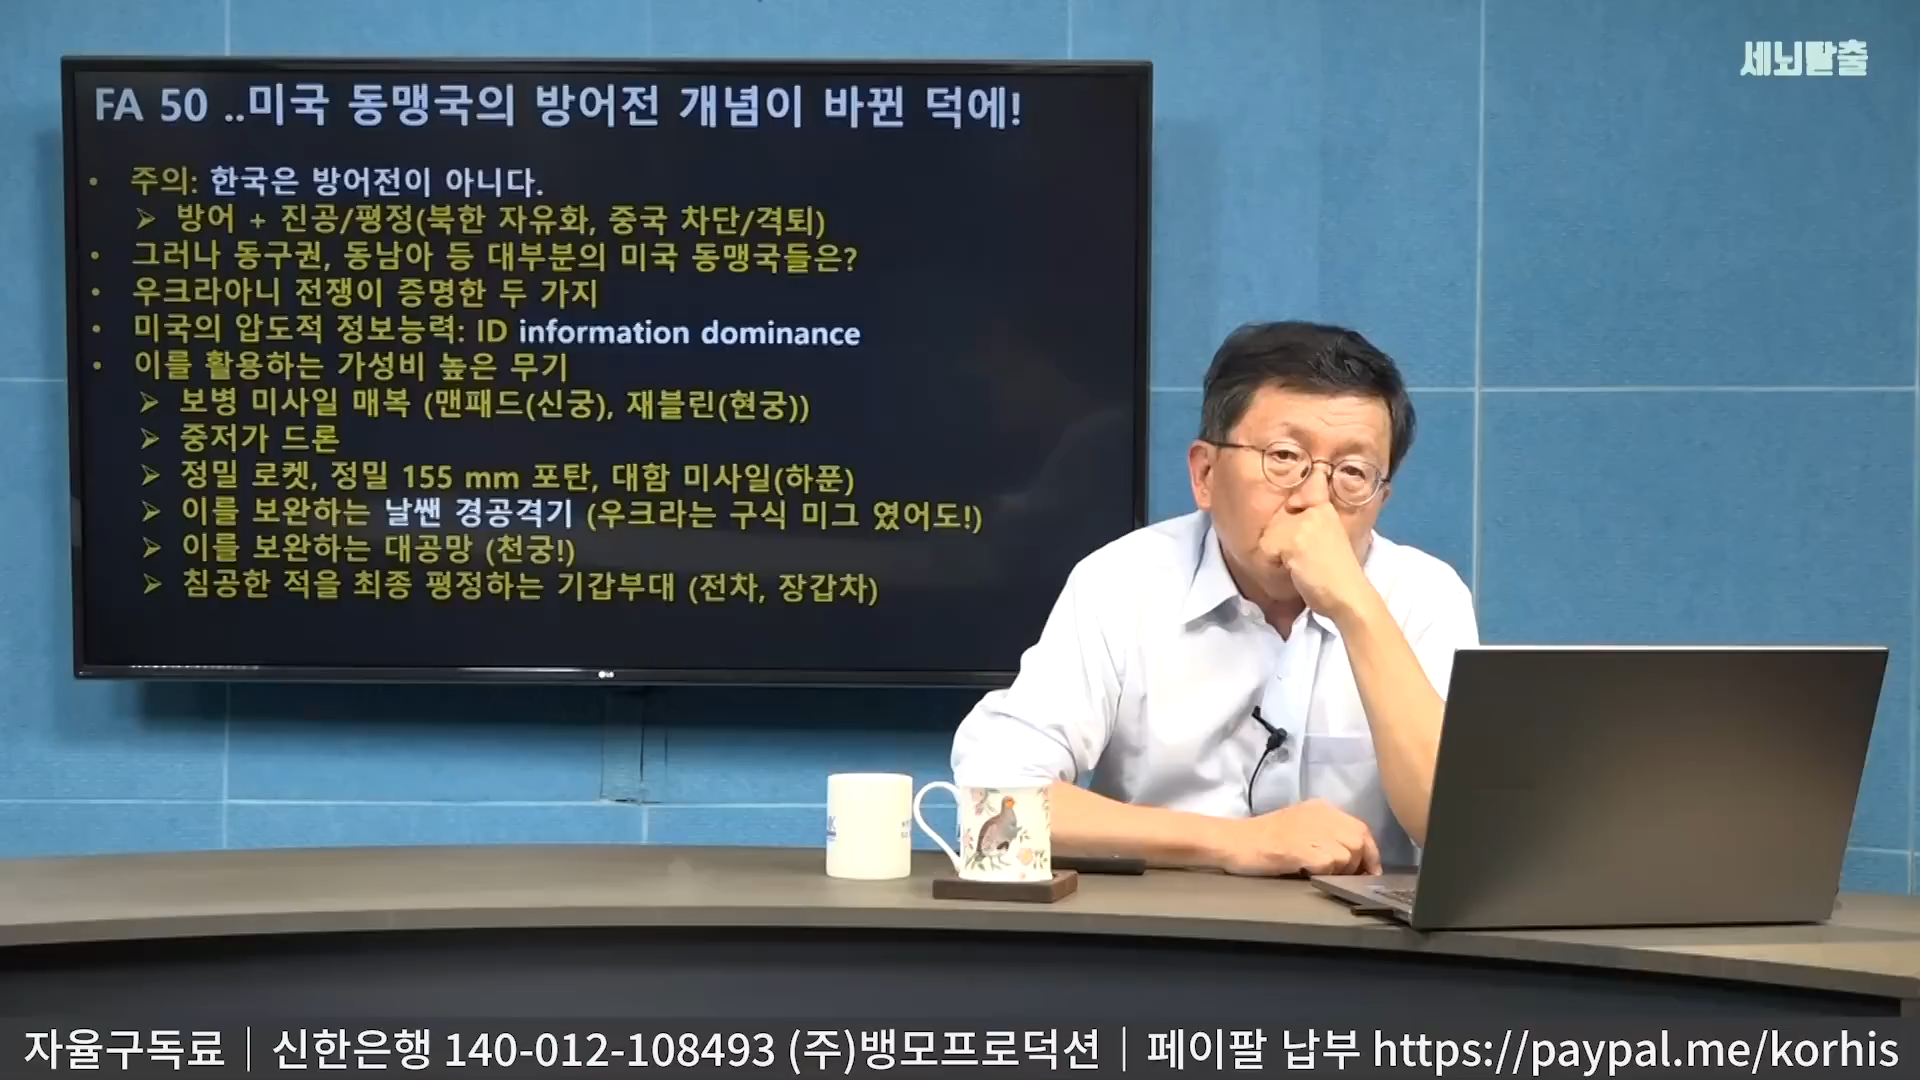 세뇌탈출
FA 50 ..미국 동맹국의 방어전 개념이 바뀐 덕에!
• 주의: 한국은 방어전이 아니다.
➢ 방어 + 진공/평정(북한 자유화, 중국 차단/격퇴)
• 그러나 동구권, 동남아 등 대부분의 미국 동맹국들은?
• 우크라아니 전쟁이 증명한 두 가지
• 미국의 압도적 정보능력: ID information dominance
• 이를 활용하는 가성비 높은 무기
➢ 보병 미사일 매복 (맨패드(신궁), 재블린(현궁))
➢ 중저가 드론
➢ 정밀 로켓, 정밀 155 mm 포탄, 대함 미사일(하푼)
➢ 이를 보완하는 날쌘 경공격기 (우크라는 구식 미그 였어도!)
➢ 이를 보완하는 대공망 (천궁!)
➢ 침공한 적을 최종 평정하는 기갑부대 (전차, 장갑차)
LG
자율구독료｜신한은행 140-012-108493 (주)뱅모프로덕션｜페이팔 납부 https://paypal.me/korhis